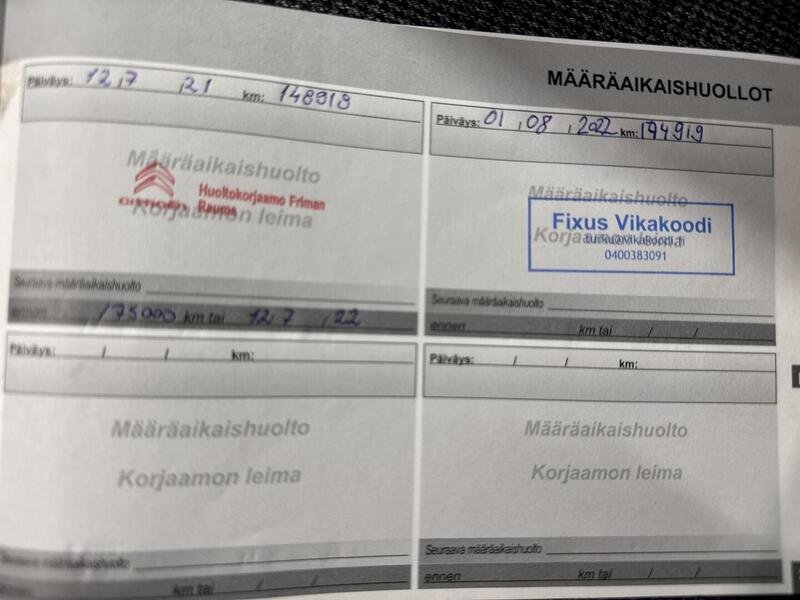 MÄÄRÄAIKAISHUOLLOT
Päiväys: 12,7 ,21 km: 148918
Määräaikaishuolto
CITROËN Huoltokorjaamo Friman
Rauma
Korjaamon leima
Seuraava määräaikaishuolto
ennen 175000 km tai 12,7 ,22
Päiväys: 01 , 08 , 2022 km: 174919
Määräaikaishuolto
Korjaamon leima
Fixus Vikakoodi
turku@vikakoodi.fi
0400383091
Seuraava määräaikaishuolto
ennen km tai / /
Päiväys: / / km:
Määräaikaishuolto
Korjaamon leima
Seuraava määräaikaishuolto
ennen km tai / /
Päiväys: / / km:
Määräaikaishuolto
Korjaamon leima
Seuraava määräaikaishuolto
ennen km tai / /